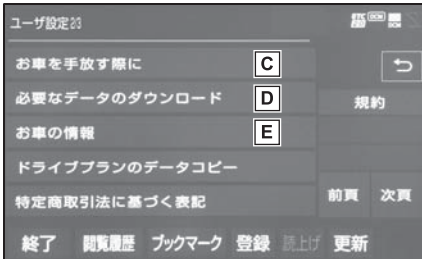 ユーザ設定2/3
お車を手放す際に C
必要なデータのダウンロード D
規約
お車の情報 E
ドライブプランのデータコピー
特定商取引法に基づく表記
前頁 次頁
終了 閲覧履歴 ブックマーク 登録 読上げ 更新